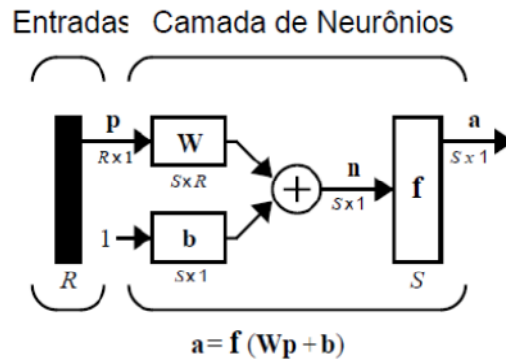 Entradas Camada de Neurônios
p
R x 1
W
S x R
1
b
S x 1
n
S x 1
f
a
S x 1
R
S
a = f (Wp + b)